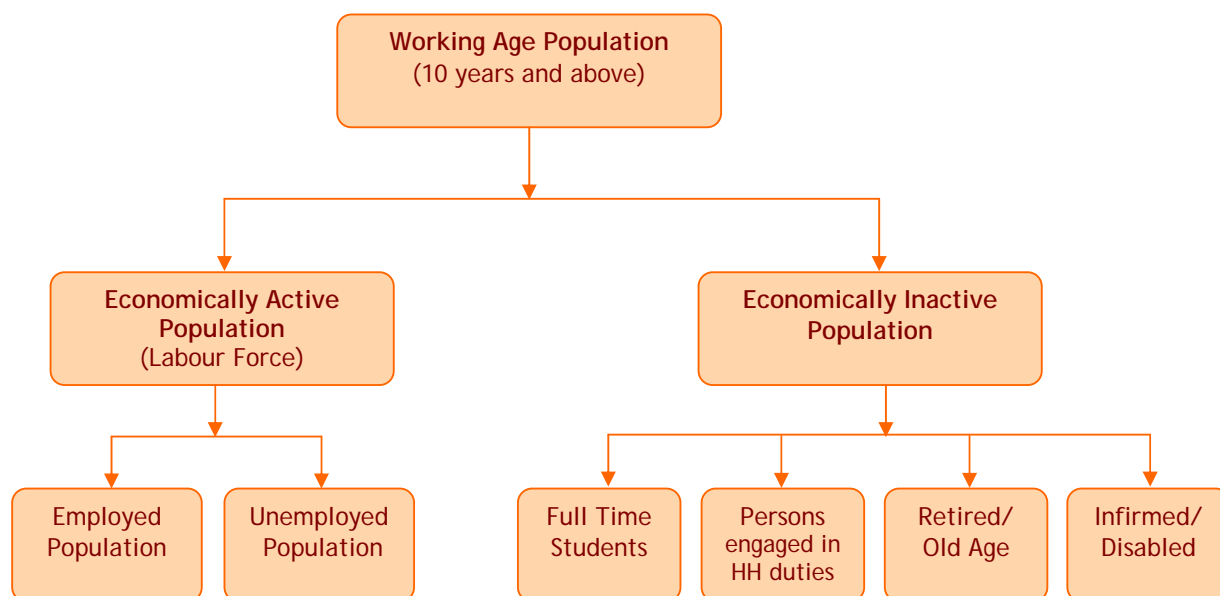 Working Age Population
(10 years and above)
Economically Active
Population
(Labour Force)
Economically Inactive
Population
Employed
Population
Unemployed
Population
Full Time
Students
Persons
engaged in
HH duties
Retired/
Old Age
Infirmed/
Disabled